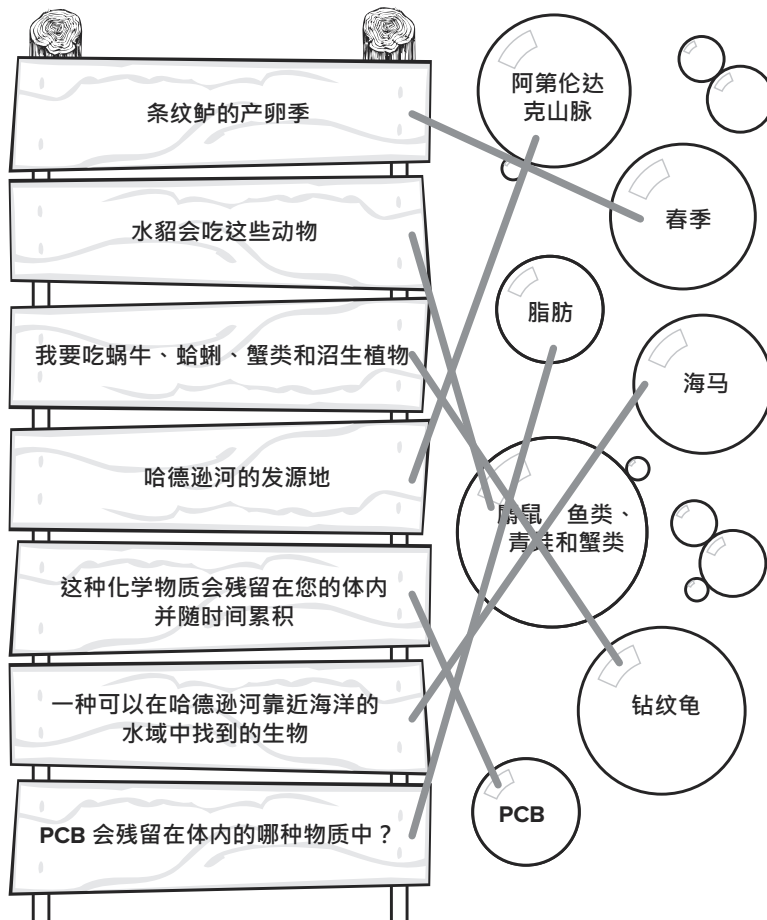 条纹鲈的产卵季
水貂会吃这些动物
我要吃蜗牛、蛤蜊、蟹类和沼生植物
哈德逊河的发源地
这种化学物质会残留在您的体内
并随时间累积
一种可以在哈德逊河靠近海洋的
水域中找到的生物
PCB 会残留在体内的哪种物质中？
阿第伦达
克山脉
春季
脂肪
海马
麝鼠、鱼类、
青蛙和蟹类
钻纹龟
PCB